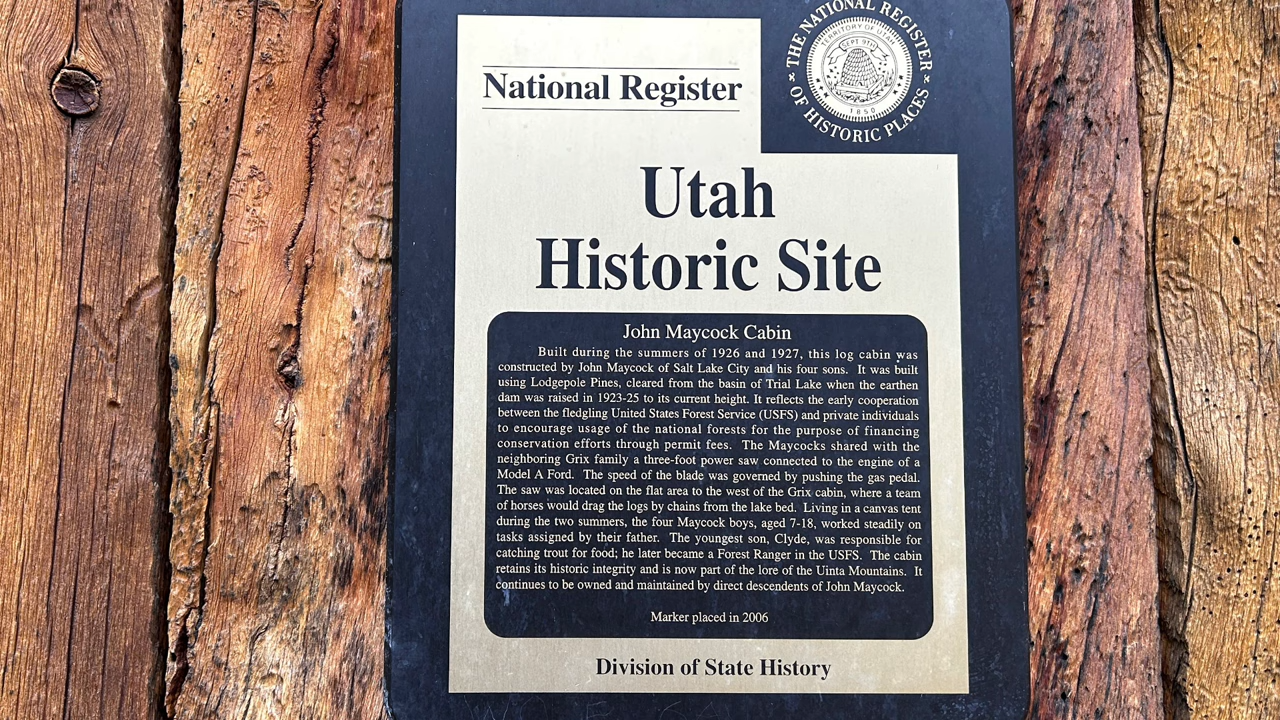 THE NATIONAL REGISTER
OF HISTORIC PLACES
TERRITORY OF UTAH
SEPT 9TH
1850
National Register
Utah
Historic Site
John Maycock Cabin
Built during the summers of 1926 and 1927, this log cabin was
constructed by John Maycock of Salt Lake City and his four sons. It was built
using Lodgepole Pines, cleared from the basin of Trial Lake when the earthen
dam was raised in 1923-25 to its current height. It reflects the early cooperation
between the fledgling United States Forest Service (USFS) and private individuals
to encourage usage of the national forests for the purpose of financing
conservation efforts through permit fees. The Maycocks shared with the
neighboring Grix family a three-foot power saw connected to the engine of a
Model A Ford. The speed of the blade was governed by pushing the gas pedal.
The saw was located on the flat area to the west of the Grix cabin, where a team
of horses would drag the logs by chains from the lake bed. Living in a canvas tent
during the two summers, the four Maycock boys, aged 7-18, worked steadily on
tasks assigned by their father. The youngest son, Clyde, was responsible for
catching trout for food; he later became a Forest Ranger in the USFS. The cabin
retains its historic integrity and is now part of the lore of the Uinta Mountains. It
continues to be owned and maintained by direct descendents of John Maycock.
Marker placed in 2006
Division of State History